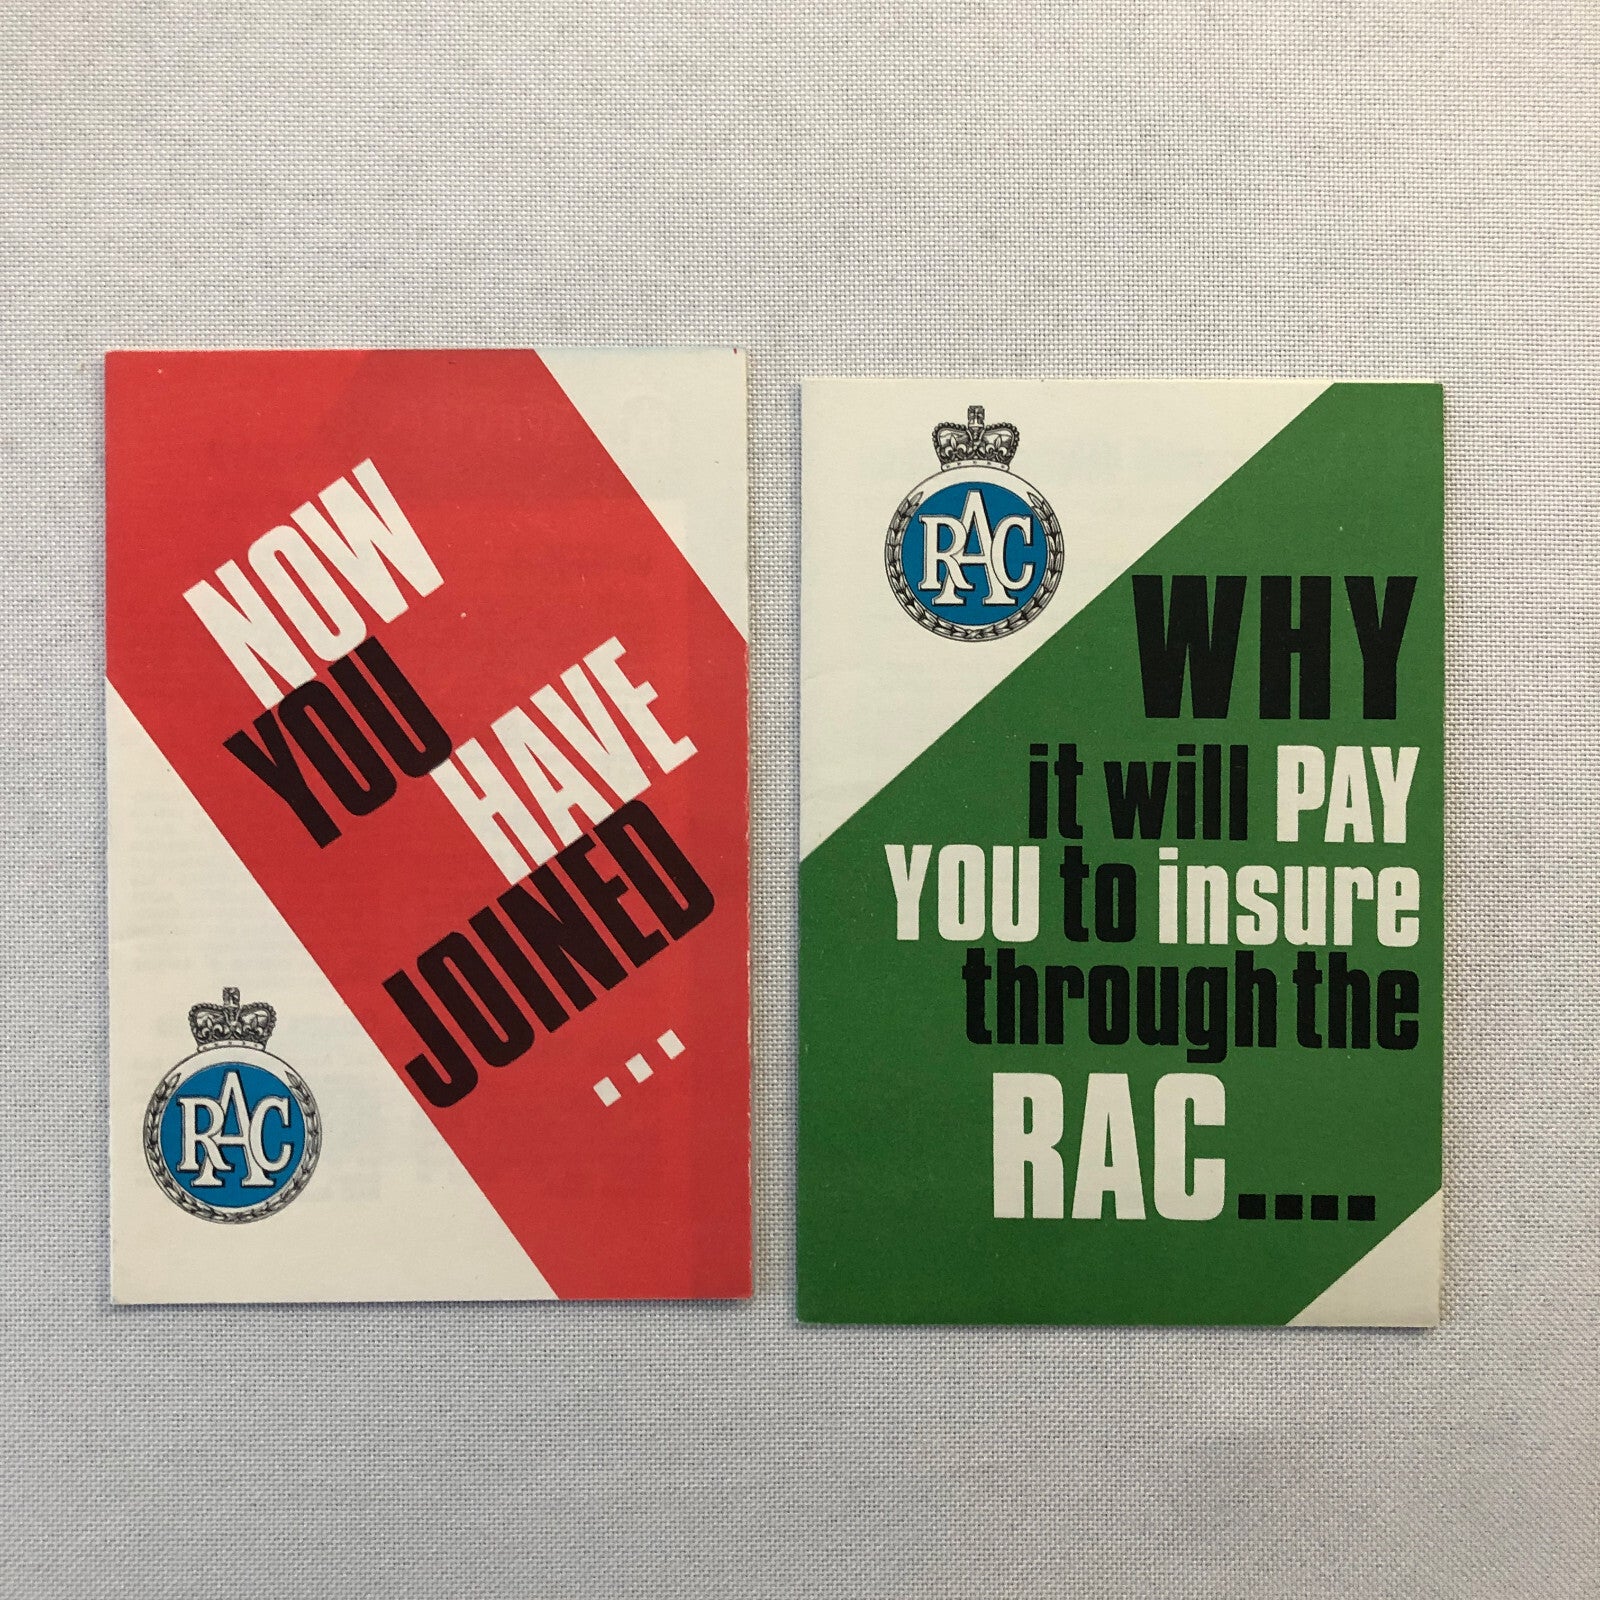 NOW
YOU
HAVE
JOINED
...
RAC
RAC
WHY
it will PAY
YOU to insure
through the
RAC....